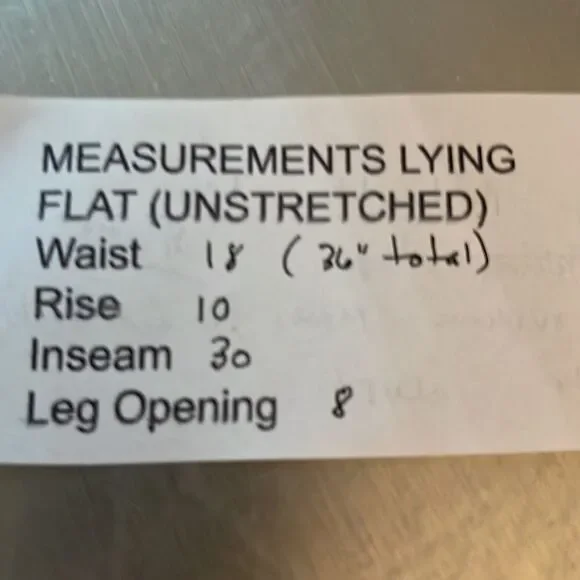 MEASUREMENTS LYING
FLAT (UNSTRETCHED)
Waist 18 (36" total)
Rise 10
Inseam 30
Leg Opening 8